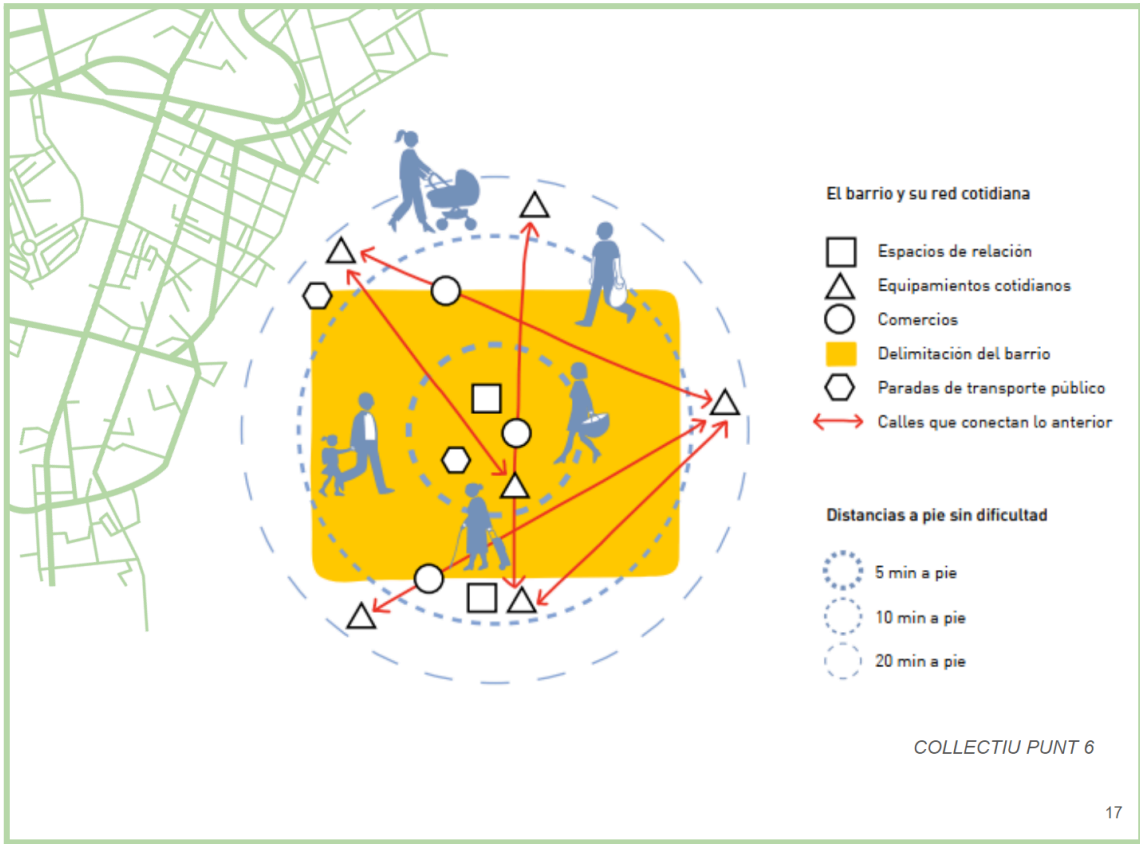 El barrio y su red cotidiana
Espacios de relación
Equipamientos cotidianos
Comercios
Delimitación del barrio
Paradas de transporte público
Calles que conectan lo anterior
Distancias a pie sin dificultad
5 min a pie
10 min a pie
20 min a pie
COLLECTIU PUNT 6
17